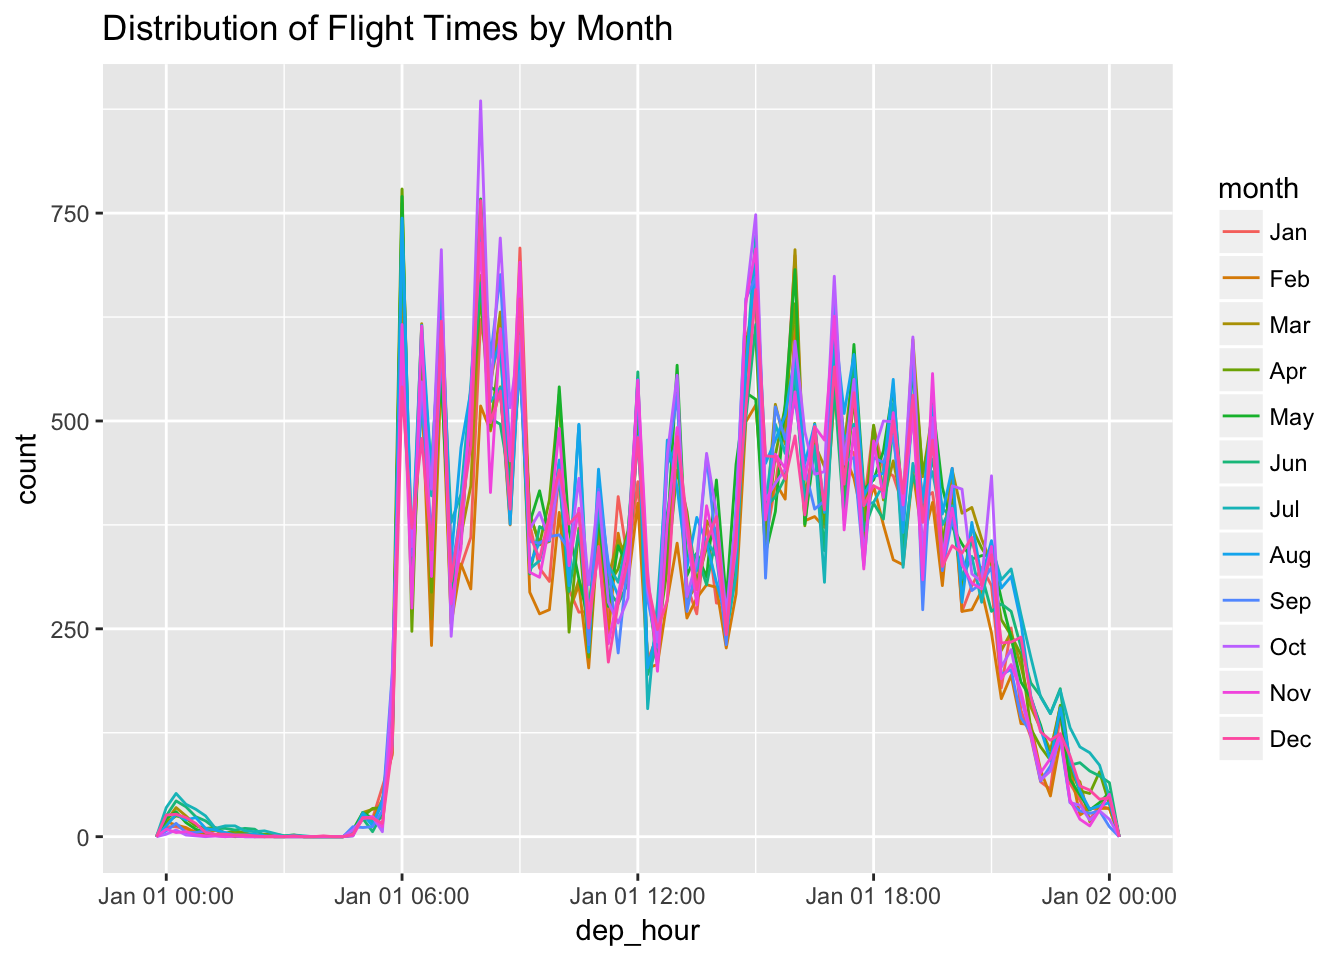 Distribution of Flight Times by Month
count
750
500
250
0
Jan 01 00:00
Jan 01 06:00
Jan 01 12:00
Jan 01 18:00
Jan 02 00:00
dep_hour
month
Jan
Feb
Mar
Apr
May
Jun
Jul
Aug
Sep
Oct
Nov
Dec